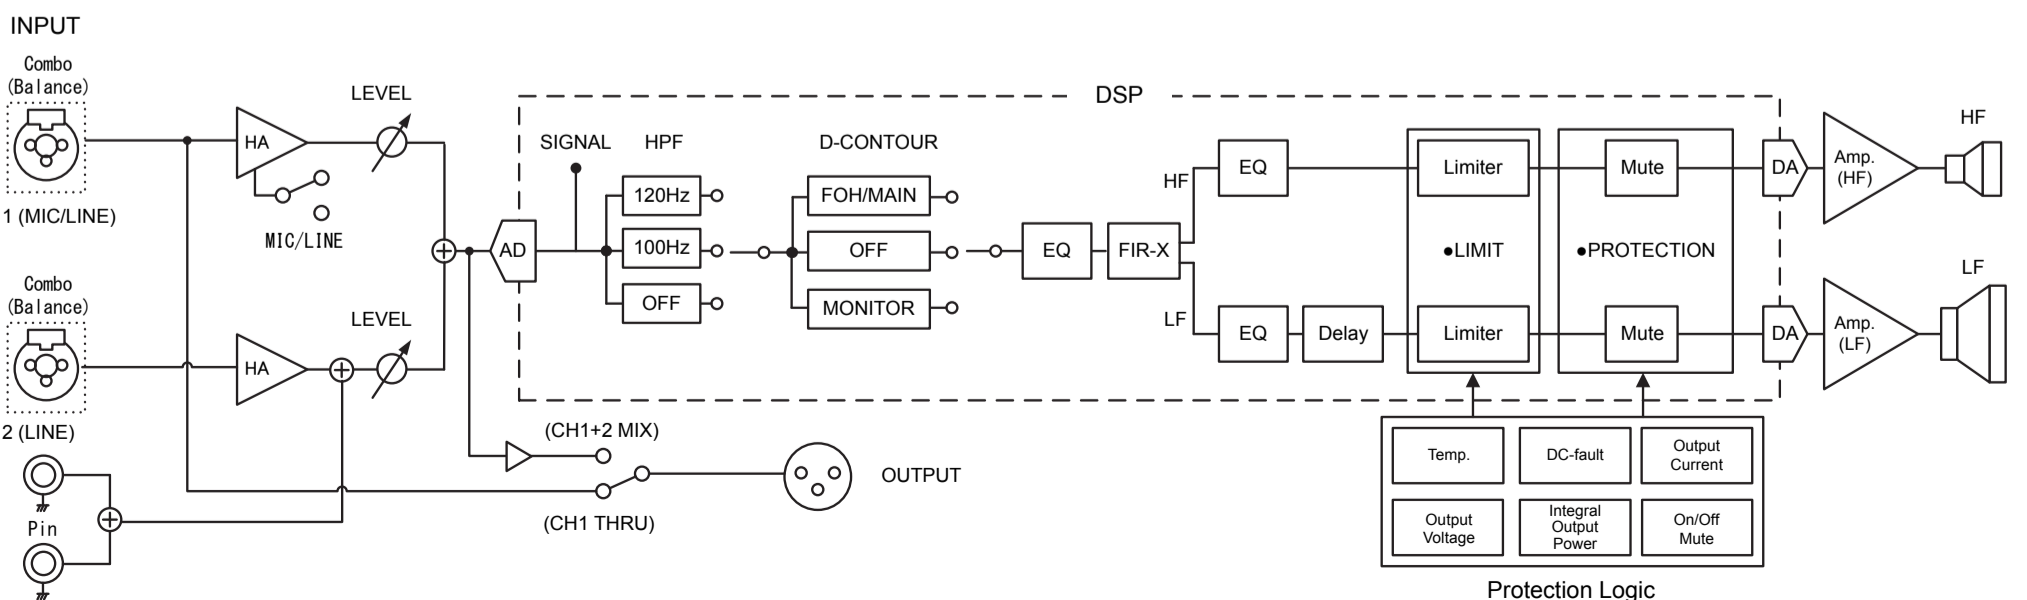 INPUT
Combo
(Balance)
1 (MIC/LINE)
HA
MIC/LINE
LEVEL
Combo
(Balance)
2 (LINE)
HA
LEVEL
Pin
DSP
AD
SIGNAL
HPF
120Hz
100Hz
OFF
D-CONTOUR
FOH/MAIN
OFF
MONITOR
EQ
FIR-X
HF
EQ
Limiter
Mute
DA
Amp.
(HF)
HF
●LIMIT
●PROTECTION
LF
EQ
Delay
Limiter
Mute
DA
Amp.
(LF)
LF
(CH1+2 MIX)
(CH1 THRU)
OUTPUT
Temp.
DC-fault
Output
Current
Output
Voltage
Integral
Output
Power
On/Off
Mute
Protection Logic